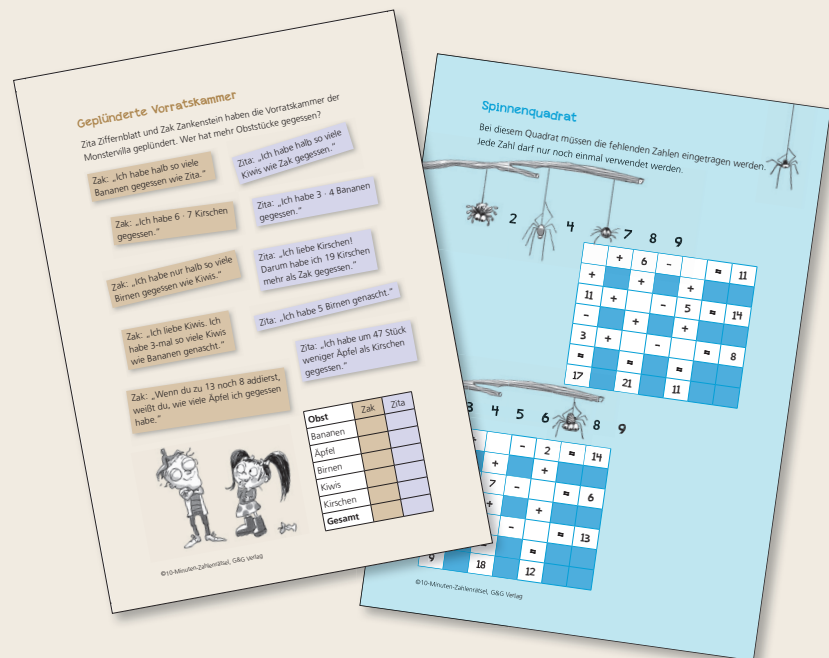 Geplünderte Vorratskammer
Zita Ziffernblatt und Zak Zankenstein haben die Vorratskammer der
Monstervilla geplündert. Wer hat mehr Obststücke gegessen?
Zak: „Ich habe halb so viele
Bananen gegessen wie Zita.“
Zita: „Ich habe halb so viele
Kiwis wie Zak gegessen.“
Zak: „Ich habe 6 · 7 Kirschen
gegessen.“
Zita: „Ich habe 3 · 4 Bananen
gegessen.“
Zak: „Ich habe nur halb so viele
Birnen gegessen wie Kiwis.“
Zita: „Ich liebe Kirschen!
Darum habe ich 19 Kirschen
mehr als Zak gegessen.“
Zak: „Ich liebe Kiwis. Ich
habe 3-mal so viele Kiwis
wie Bananen genascht.“
Zita: „Ich habe 5 Birnen genascht.“
Zita: „Ich habe um 47 Stück
weniger Äpfel als Kirschen
gegessen.“
Zak: „Wenn du zu 13 noch 8 addierst,
weißt du, wie viele Äpfel ich gegessen
habe.“
Obst Zak Zita
Bananen
Äpfel
Birnen
Kiwis
Kirschen
Gesamt
©10-Minuten-Zahlenrätsel, G&G Verlag
Spinnenquadrat
Bei diesem Quadrat müssen die fehlenden Zahlen eingetragen werden.
Jede Zahl darf nur noch einmal verwendet werden.
2 4 7 8 9
+ 6 - = 11
+ + +
11 + - 5 = 14
- + +
3 + - = 8
= = =
17 21 11
3 4 5 6 8 9
- 2 = 14
+ +
7 - = 6
+ +
- = 13
=
9 18 12
©10-Minuten-Zahlenrätsel, G&G Verlag